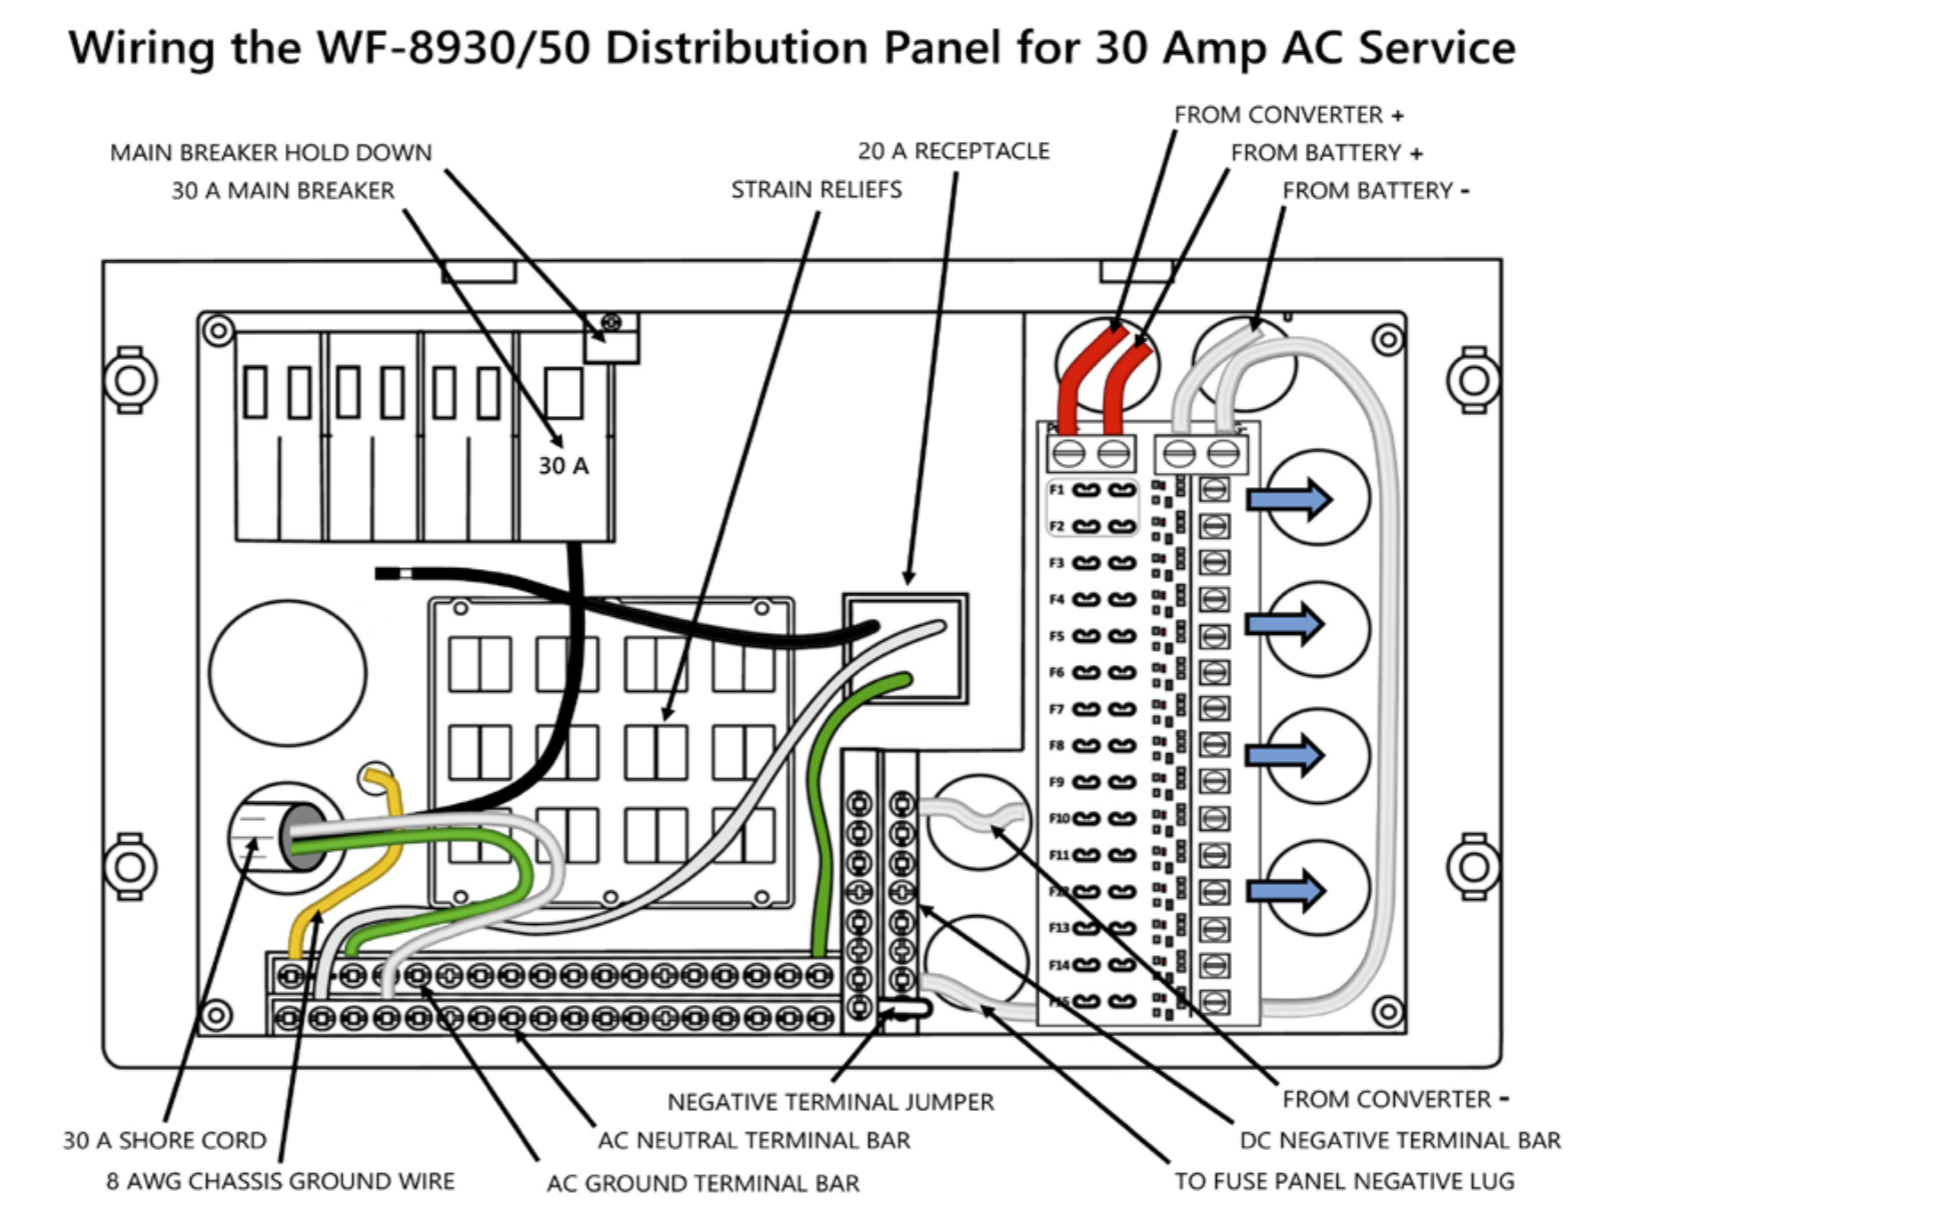 Wiring the WF-8930/50 Distribution Panel for 30 Amp AC Service
FROM CONVERTER +
MAIN BREAKER HOLD DOWN
20 A RECEPTACLE
FROM BATTERY +
30 A MAIN BREAKER
STRAIN RELIEFS
FROM BATTERY -
30 A
F1
F2
F3
F4
F5
F6
F7
F8
F9
F10
F11
F12
F13
F14
F15
NEGATIVE TERMINAL JUMPER
FROM CONVERTER -
30 A SHORE CORD
AC NEUTRAL TERMINAL BAR
DC NEGATIVE TERMINAL BAR
8 AWG CHASSIS GROUND WIRE
AC GROUND TERMINAL BAR
TO FUSE PANEL NEGATIVE LUG